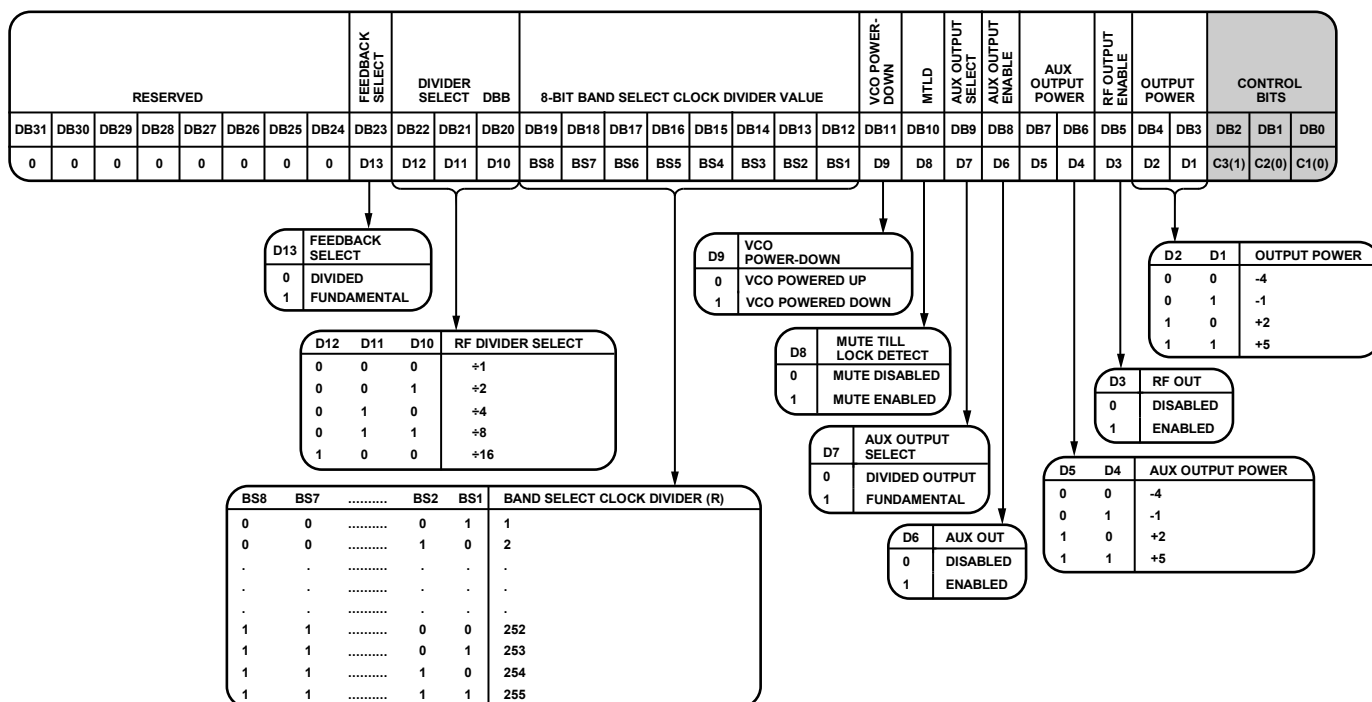 RESERVED
FEEDBACK
SELECT
DIVIDER
SELECT DBB
8-BIT BAND SELECT CLOCK DIVIDER VALUE
VCO POWER-
DOWN
MTLD
AUX OUTPUT
SELECT
AUX OUTPUT
ENABLE
AUX
OUTPUT
POWER
RF OUTPUT
ENABLE
OUTPUT
POWER
CONTROL
BITS
DB31 DB30 DB29 DB28 DB27 DB26 DB25 DB24 DB23 DB22 DB21 DB20 DB19 DB18 DB17 DB16 DB15 DB14 DB13 DB12 DB11 DB10 DB9 DB8 DB7 DB6 DB5 DB4 DB3 DB2 DB1 DB0
0 0 0 0 0 0 0 0 D13 D12 D11 D10 BS8 BS7 BS6 BS5 BS4 BS3 BS2 BS1 D9 D8 D7 D6 D5 D4 D3 D2 D1 C3(1) C2(0) C1(0)
D13 FEEDBACK
SELECT
0 DIVIDED
1 FUNDAMENTAL
D12 D11 D10 RF DIVIDER SELECT
0 0 0 ÷1
0 0 1 ÷2
0 1 0 ÷4
0 1 1 ÷8
1 0 0 ÷16
BS8 BS7 .......... BS2 BS1 BAND SELECT CLOCK DIVIDER (R)
0 0 .......... 0 1 1
0 0 .......... 1 0 2
. . .......... . . .
. . .......... . . .
. . .......... . . .
1 1 .......... 0 0 252
1 1 .......... 0 1 253
1 1 .......... 1 0 254
1 1 .......... 1 1 255
D9 VCO
POWER-DOWN
0 VCO POWERED UP
1 VCO POWERED DOWN
D8 MUTE TILL
LOCK DETECT
0 MUTE DISABLED
1 MUTE ENABLED
D7 AUX OUTPUT
SELECT
0 DIVIDED OUTPUT
1 FUNDAMENTAL
D6 AUX OUT
0 DISABLED
1 ENABLED
D5 D4 AUX OUTPUT POWER
0 0 -4
0 1 -1
1 0 +2
1 1 +5
D3 RF OUT
0 DISABLED
1 ENABLED
D2 D1 OUTPUT POWER
0 0 -4
0 1 -1
1 0 +2
1 1 +5